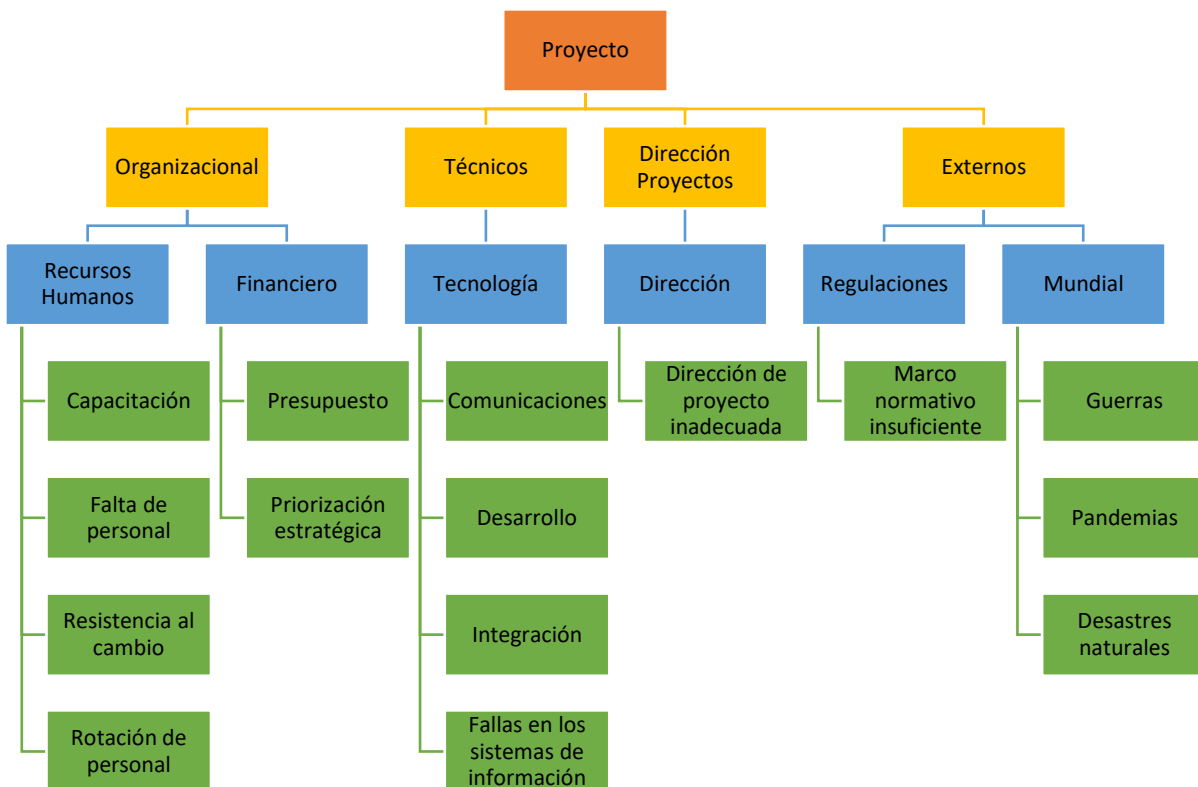 Proyecto
Organizacional
Técnicos
Dirección
Proyectos
Externos
Recursos
Humanos
Financiero
Tecnología
Dirección
Regulaciones
Mundial
Capacitación
Presupuesto
Comunicaciones
Dirección de
proyecto
inadecuada
Marco
normativo
insuficiente
Guerras
Falta de
personal
Priorización
estratégica
Desarrollo
Pandemias
Resistencia al
cambio
Integración
Desastres
naturales
Rotación de
personal
Fallas en los
sistemas de
información